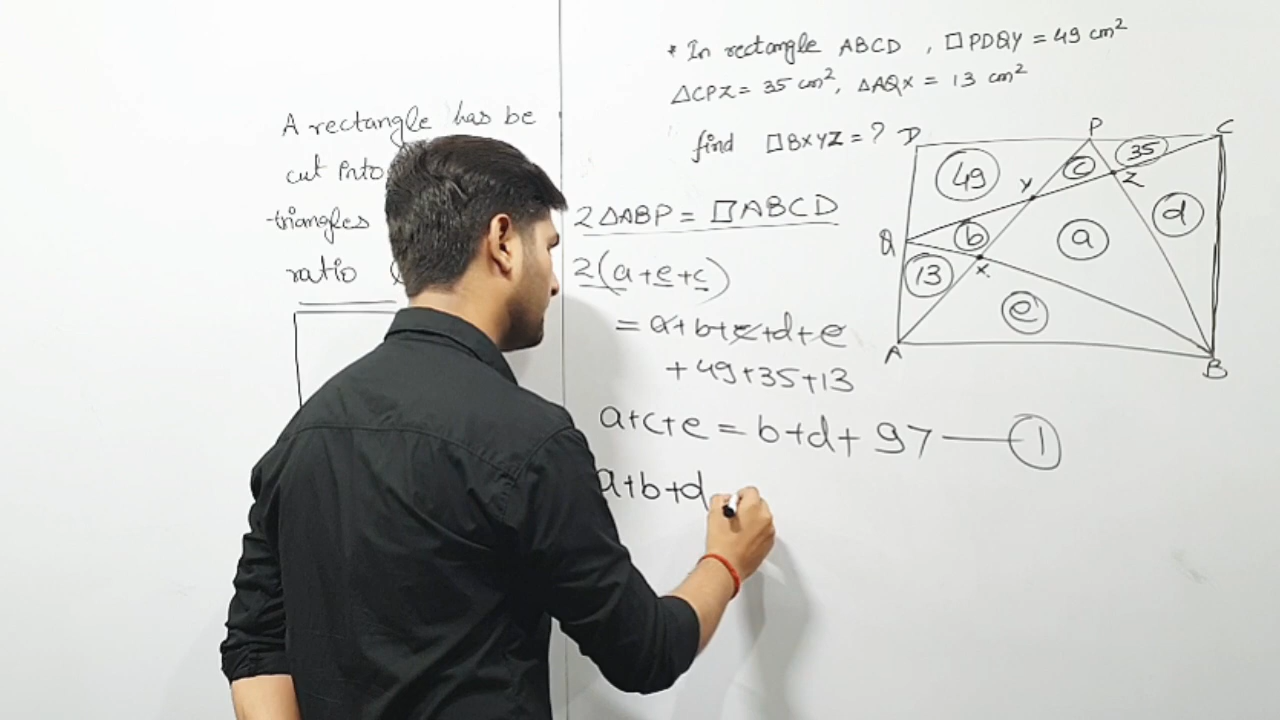 A rectangle has be
cut into
triangles
ratio
* In rectangle ABCD , □PDQY = 49 cm²
△CPZ = 35 cm², △AQX = 13 cm²
find □BXYZ = ?
D
P
C
49
c
35
Y
Z
d
Q
b
a
13
X
e
A
B
2△ABP = □ABCD
2(a+e+c)
= a+b+c+d+e
+ 49+35+13
a+c+e = b+d+97 — 1
a+b+d